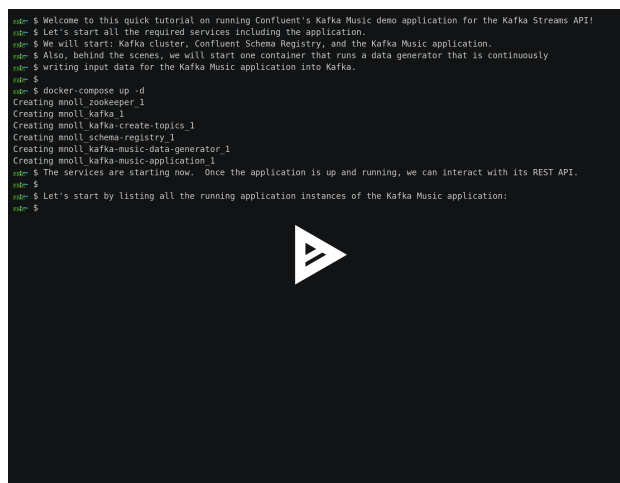 $ Welcome to this quick tutorial on running Confluent's Kafka Music demo application for the Kafka Streams API!
$ Let's start all the required services including the application.
$ We will start: Kafka cluster, Confluent Schema Registry, and the Kafka Music application.
$ Also, behind the scenes, we will start one container that runs a data generator that is continuously
$ writing input data for the Kafka Music application into Kafka.
$
$ docker-compose up -d
Creating mnoll_zookeeper_1
Creating mnoll_kafka_1
Creating mnoll_kafka-create-topics_1
Creating mnoll_schema-registry_1
Creating mnoll_kafka-music-data-generator_1
Creating mnoll_kafka-music-application_1
$ The services are starting now.  Once the application is up and running, we can interact with its REST API.
$
$ Let's start by listing all the running application instances of the Kafka Music application:
$